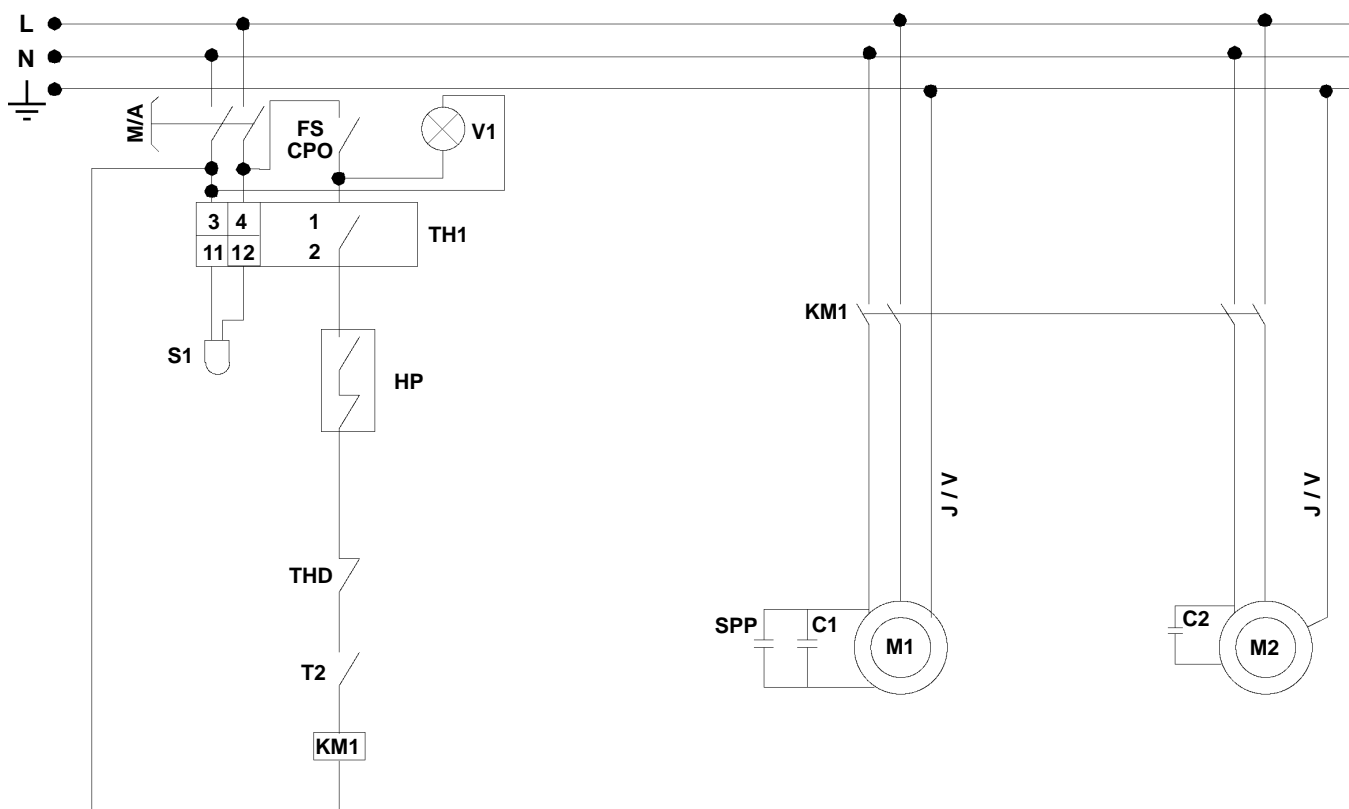 L
N
M/A
FS
CPO
V1
3 4 1
TH1
11 12 2
S1
HP
KM1
J / V
J / V
THD
SPP
C1
M1
C2
M2
T2
KM1